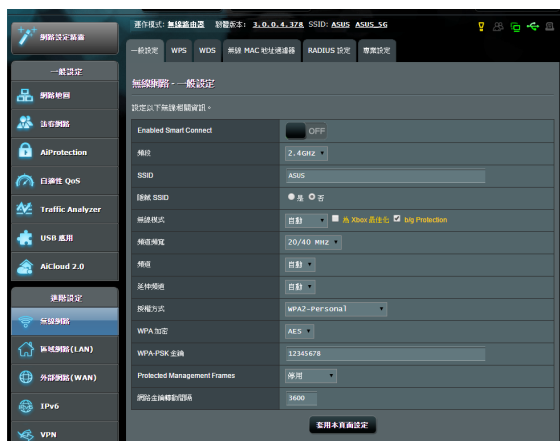 運作模式: 無線路由器 韌體版本: 3.0.0.4.378 SSID: ASUS ASUS_5G
網路設定精靈
一般設定
網路地圖
訪客網路
AiProtection
自適性 QoS
Traffic Analyzer
USB 應用
AiCloud 2.0
進階設定
無線網路
區域網路(LAN)
外部網路(WAN)
IPv6
VPN
一般設定 WPS WDS 無線 MAC 地址過濾器 RADIUS 設定 專業設定
無線網路 - 一般設定
設定以下無線相關資訊。
Enabled Smart Connect OFF
頻段 2.4GHz
SSID ASUS
隱藏 SSID 是 否
無線模式 自動 為 Xbox 最佳化 b/g Protection
頻道頻寬 20/40 MHz
頻道 自動
延伸頻道 自動
授權方式 WPA2-Personal
WPA 加密 AES
WPA-PSK 金鑰 12345678
Protected Management Frames 停用
網路金鑰輪動間隔 3600
套用本頁面設定